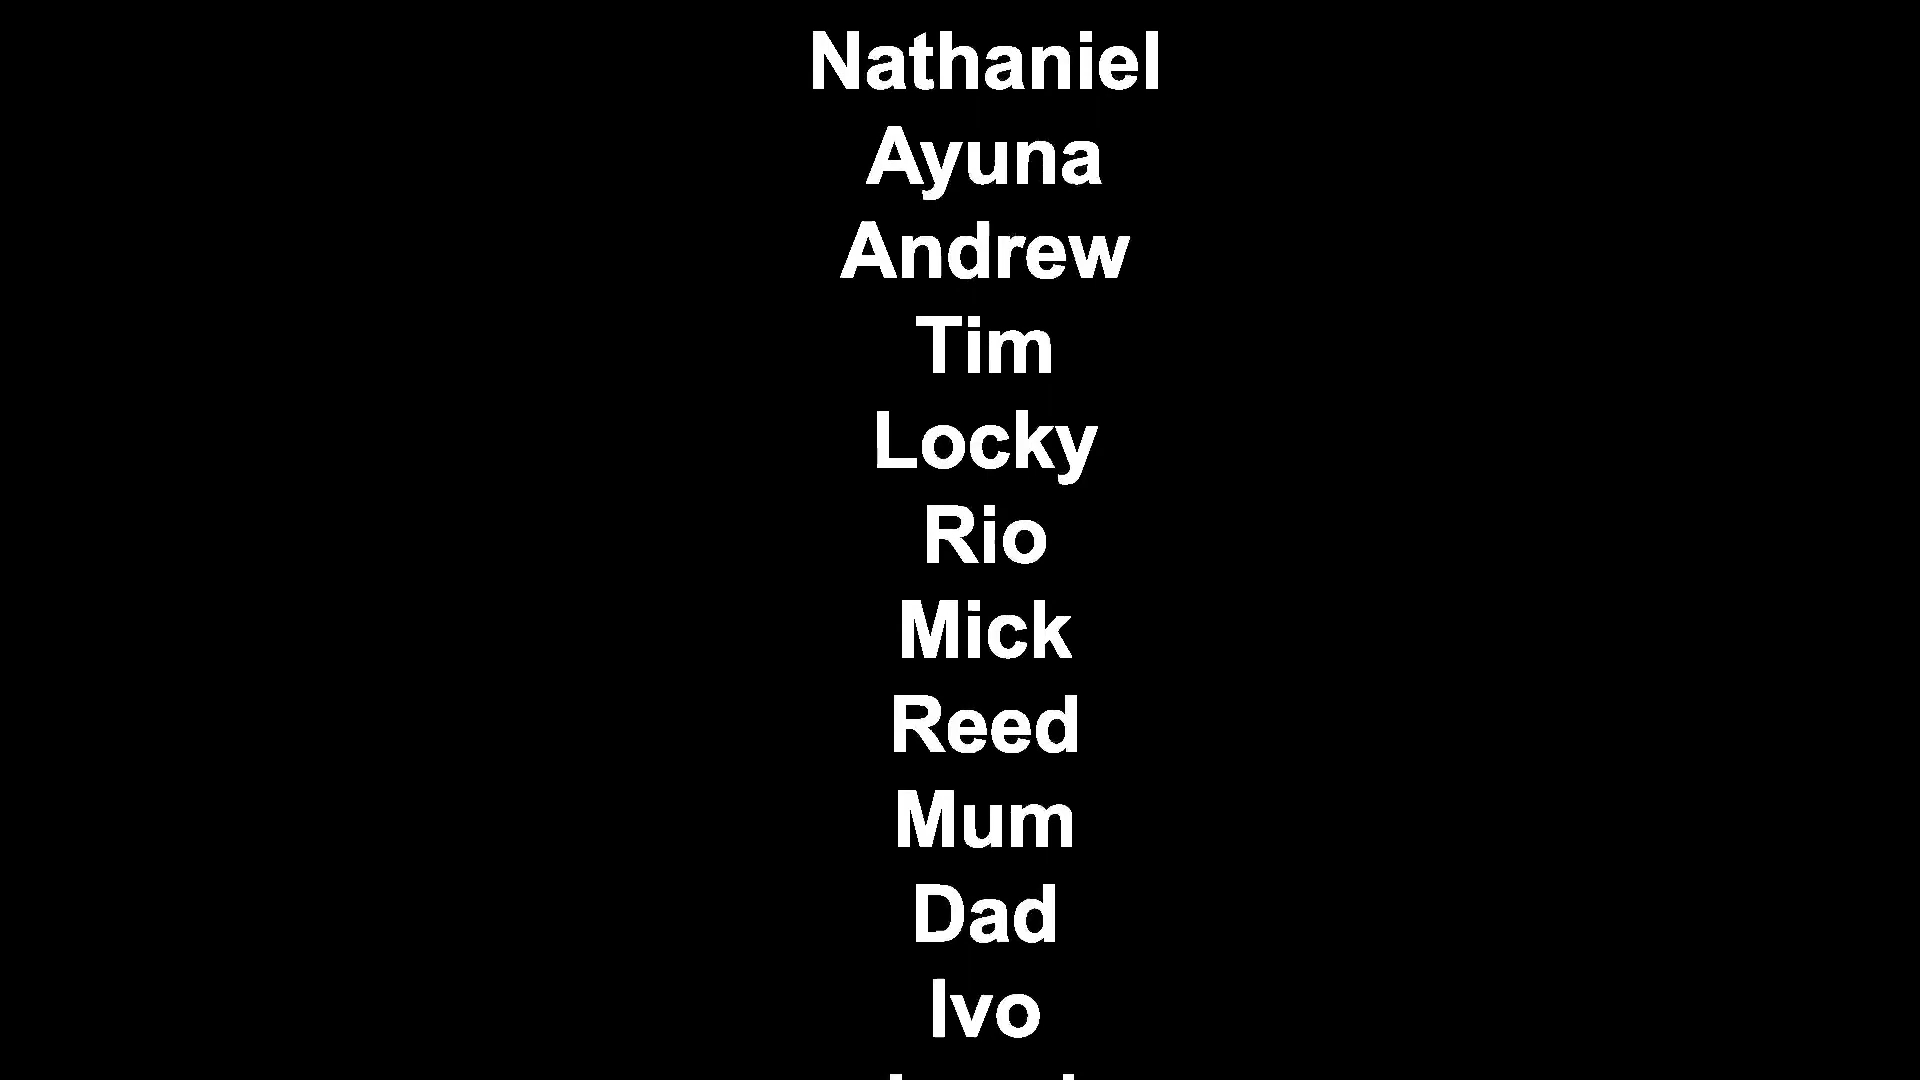 Nathaniel
Ayuna
Andrew
Tim
Locky
Rio
Mick
Reed
Mum
Dad
Ivo